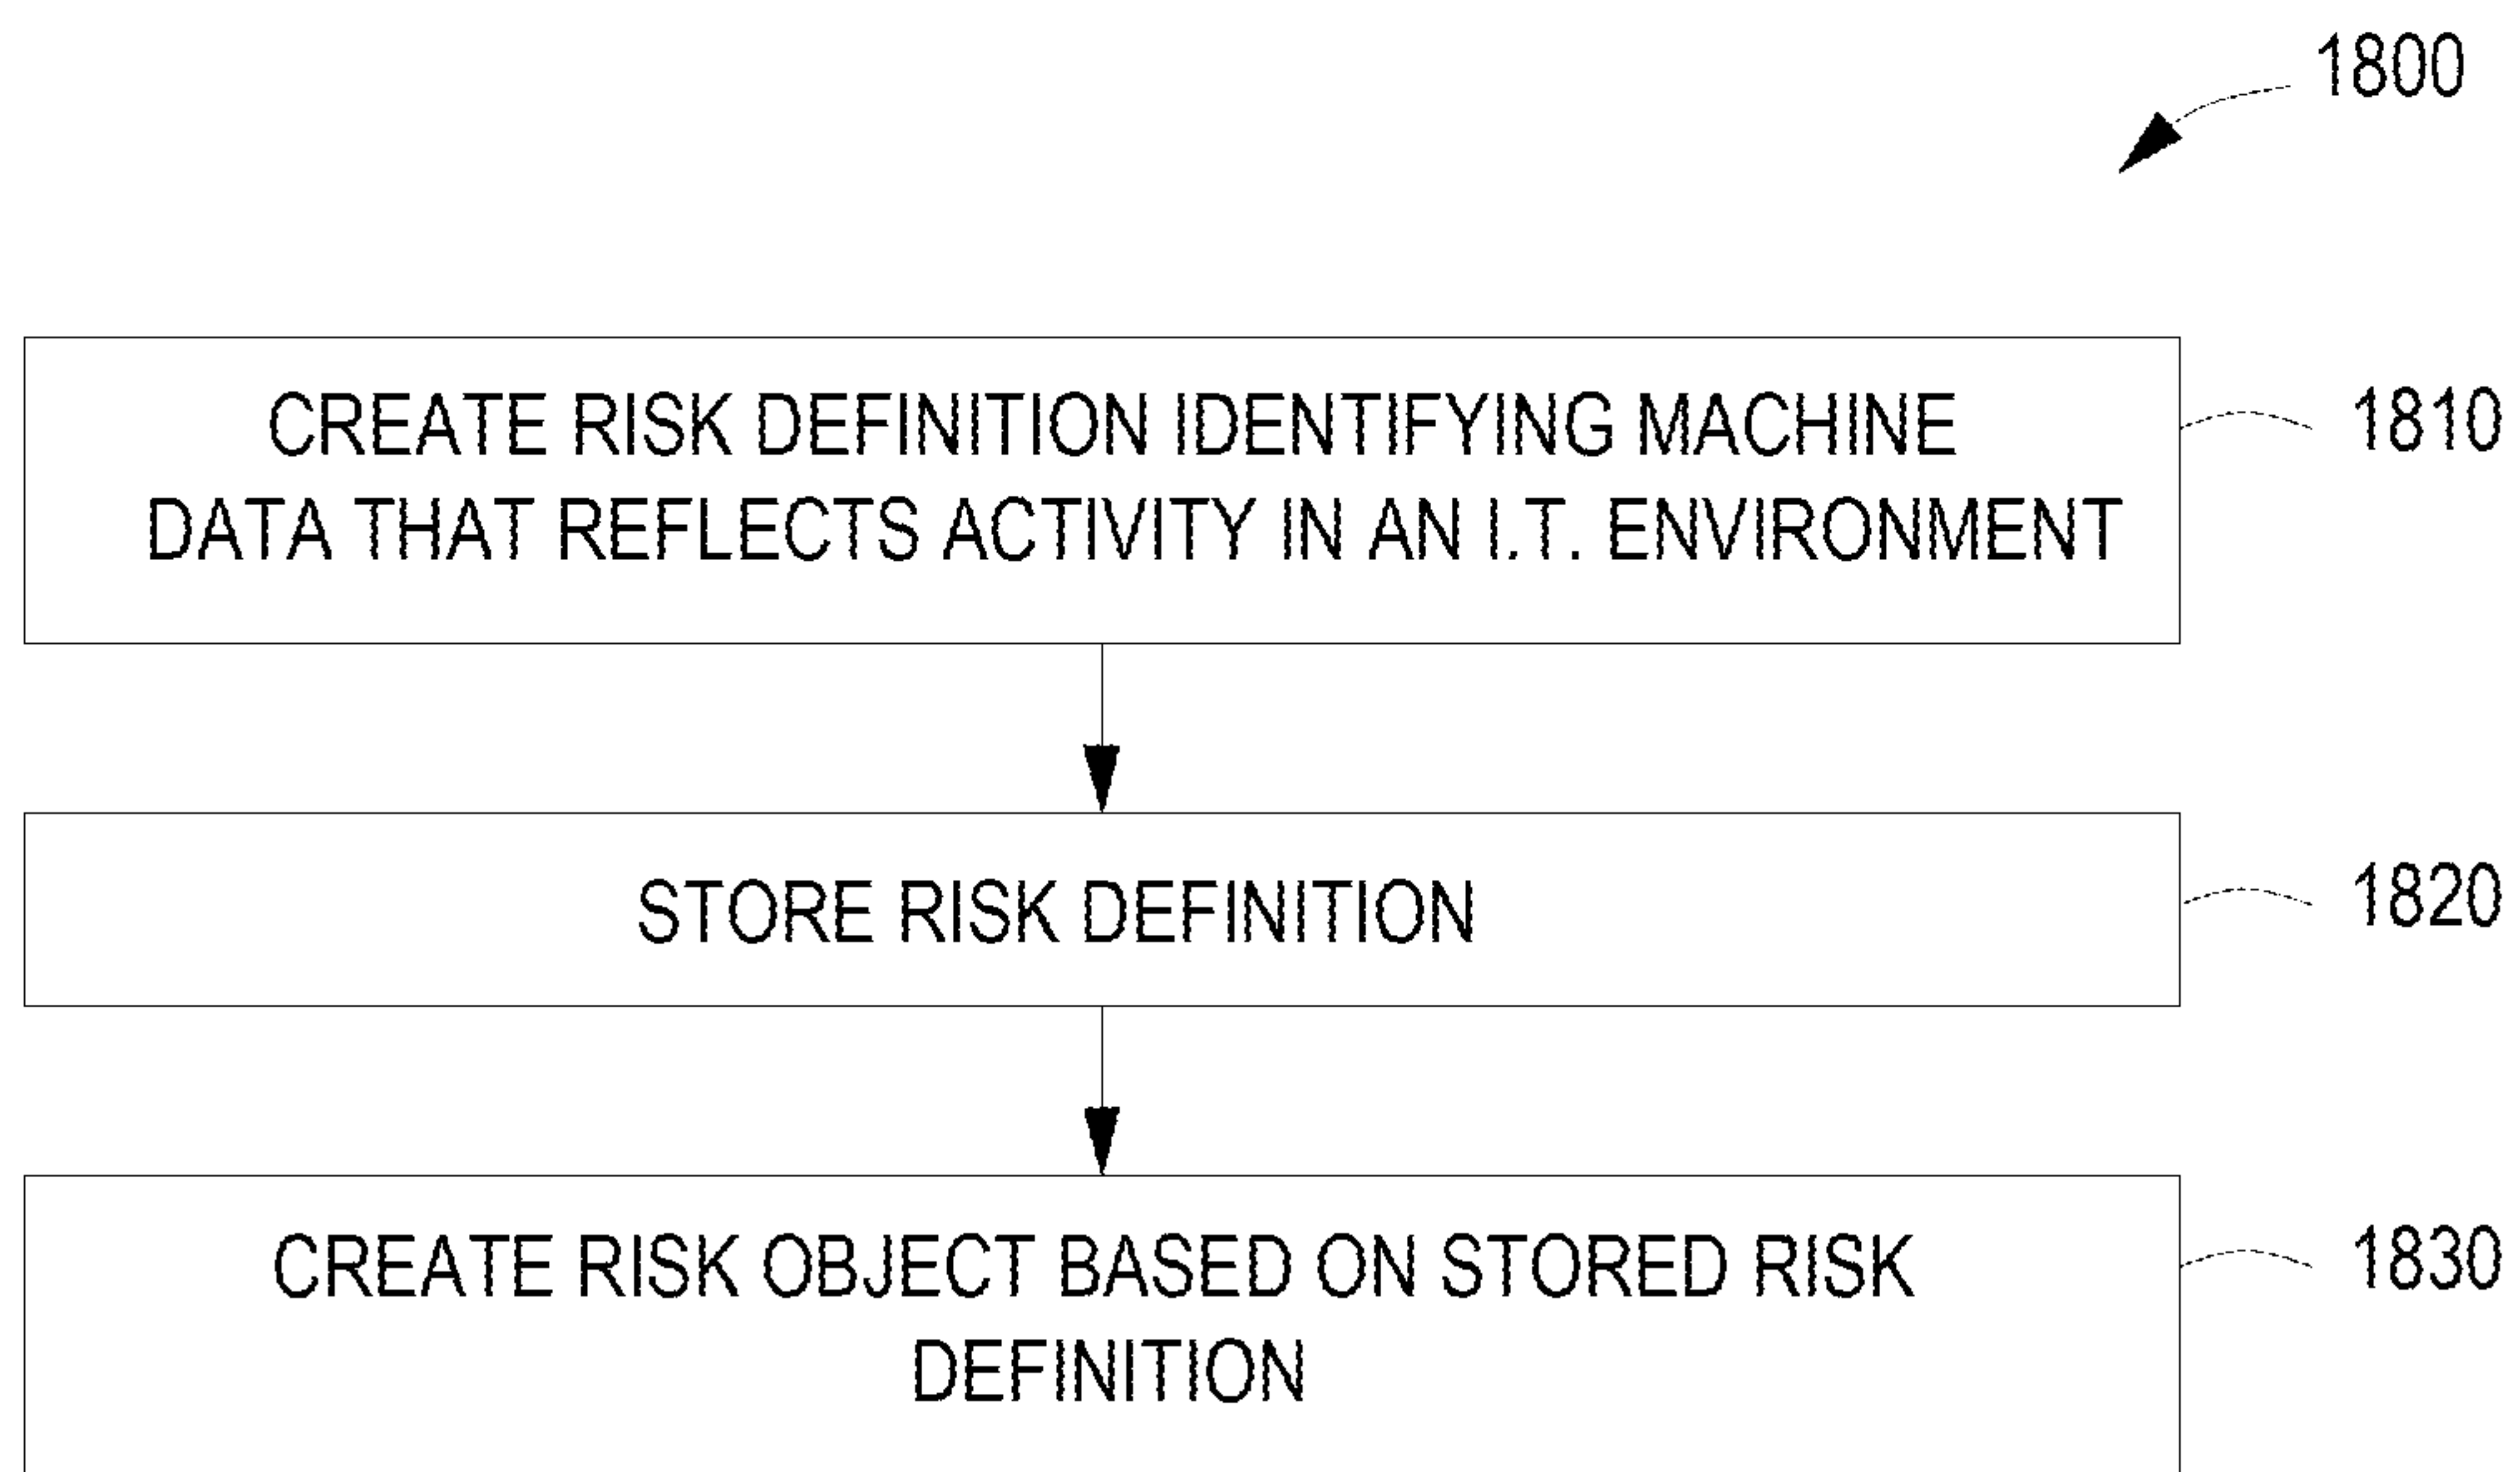 1800
CREATE RISK DEFINITION IDENTIFYING MACHINE
DATA THAT REFLECTS ACTIVITY IN AN I.T. ENVIRONMENT
1810
STORE RISK DEFINITION
1820
CREATE RISK OBJECT BASED ON STORED RISK
DEFINITION
1830